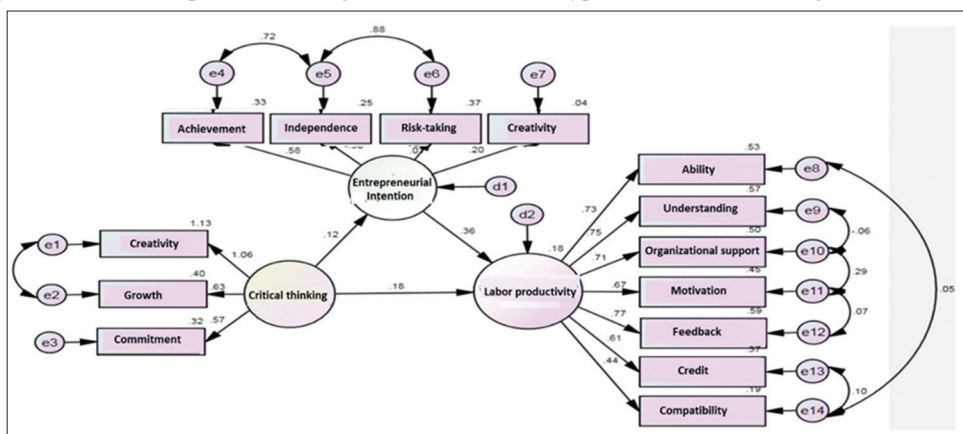 .72
.88
e4
e5
e6
e7
.33
.25
.37
.04
Achievement
Independence
Risk-taking
Creativity
.58
.20
Entrepreneurial
Intention
d1
d2
.53
Ability
e8
.57
Understanding
e9
.50
Organizational support
e10
.45
Motivation
e11
.59
Feedback
e12
.37
Credit
e13
.19
Compatibility
e14
-.06
.29
.07
.10
.05
.73
.75
.71
.67
.77
.61
.44
.36
.12
.18
.18
Labor productivity
Critical thinking
1.13
e1
Creativity
1.06
.40
e2
Growth
.63
.32
e3
Commitment
.57